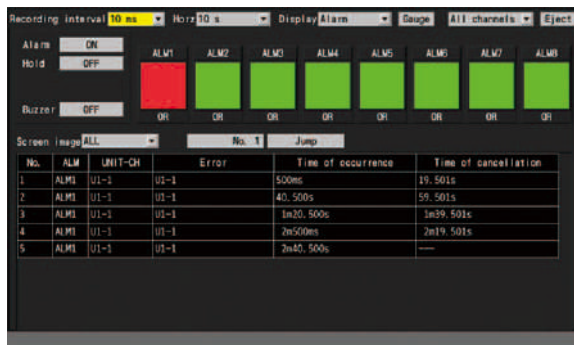 Recording interval 10 ms Horz 10 s Display Alarm Gauge All channels Eject
Alarm ON
Hold OFF
Buzzer OFF
ALM1 ALM2 ALM3 ALM4 ALM5 ALM6 ALM7 ALM8
OR OR OR OR OR OR OR OR
Screen image ALL No. 1 Jump
No. ALM UNIT-CH Error Time of occurrence Time of cancellation
1 ALM1 U1-1 U1-1 500ms 19.501s
2 ALM1 U1-1 U1-1 40.500s 59.501s
3 ALM1 U1-1 U1-1 1m20.500s 1m39.501s
4 ALM1 U1-1 U1-1 2m500ms 2m19.501s
5 ALM1 U1-1 U1-1 2m40.500s ---